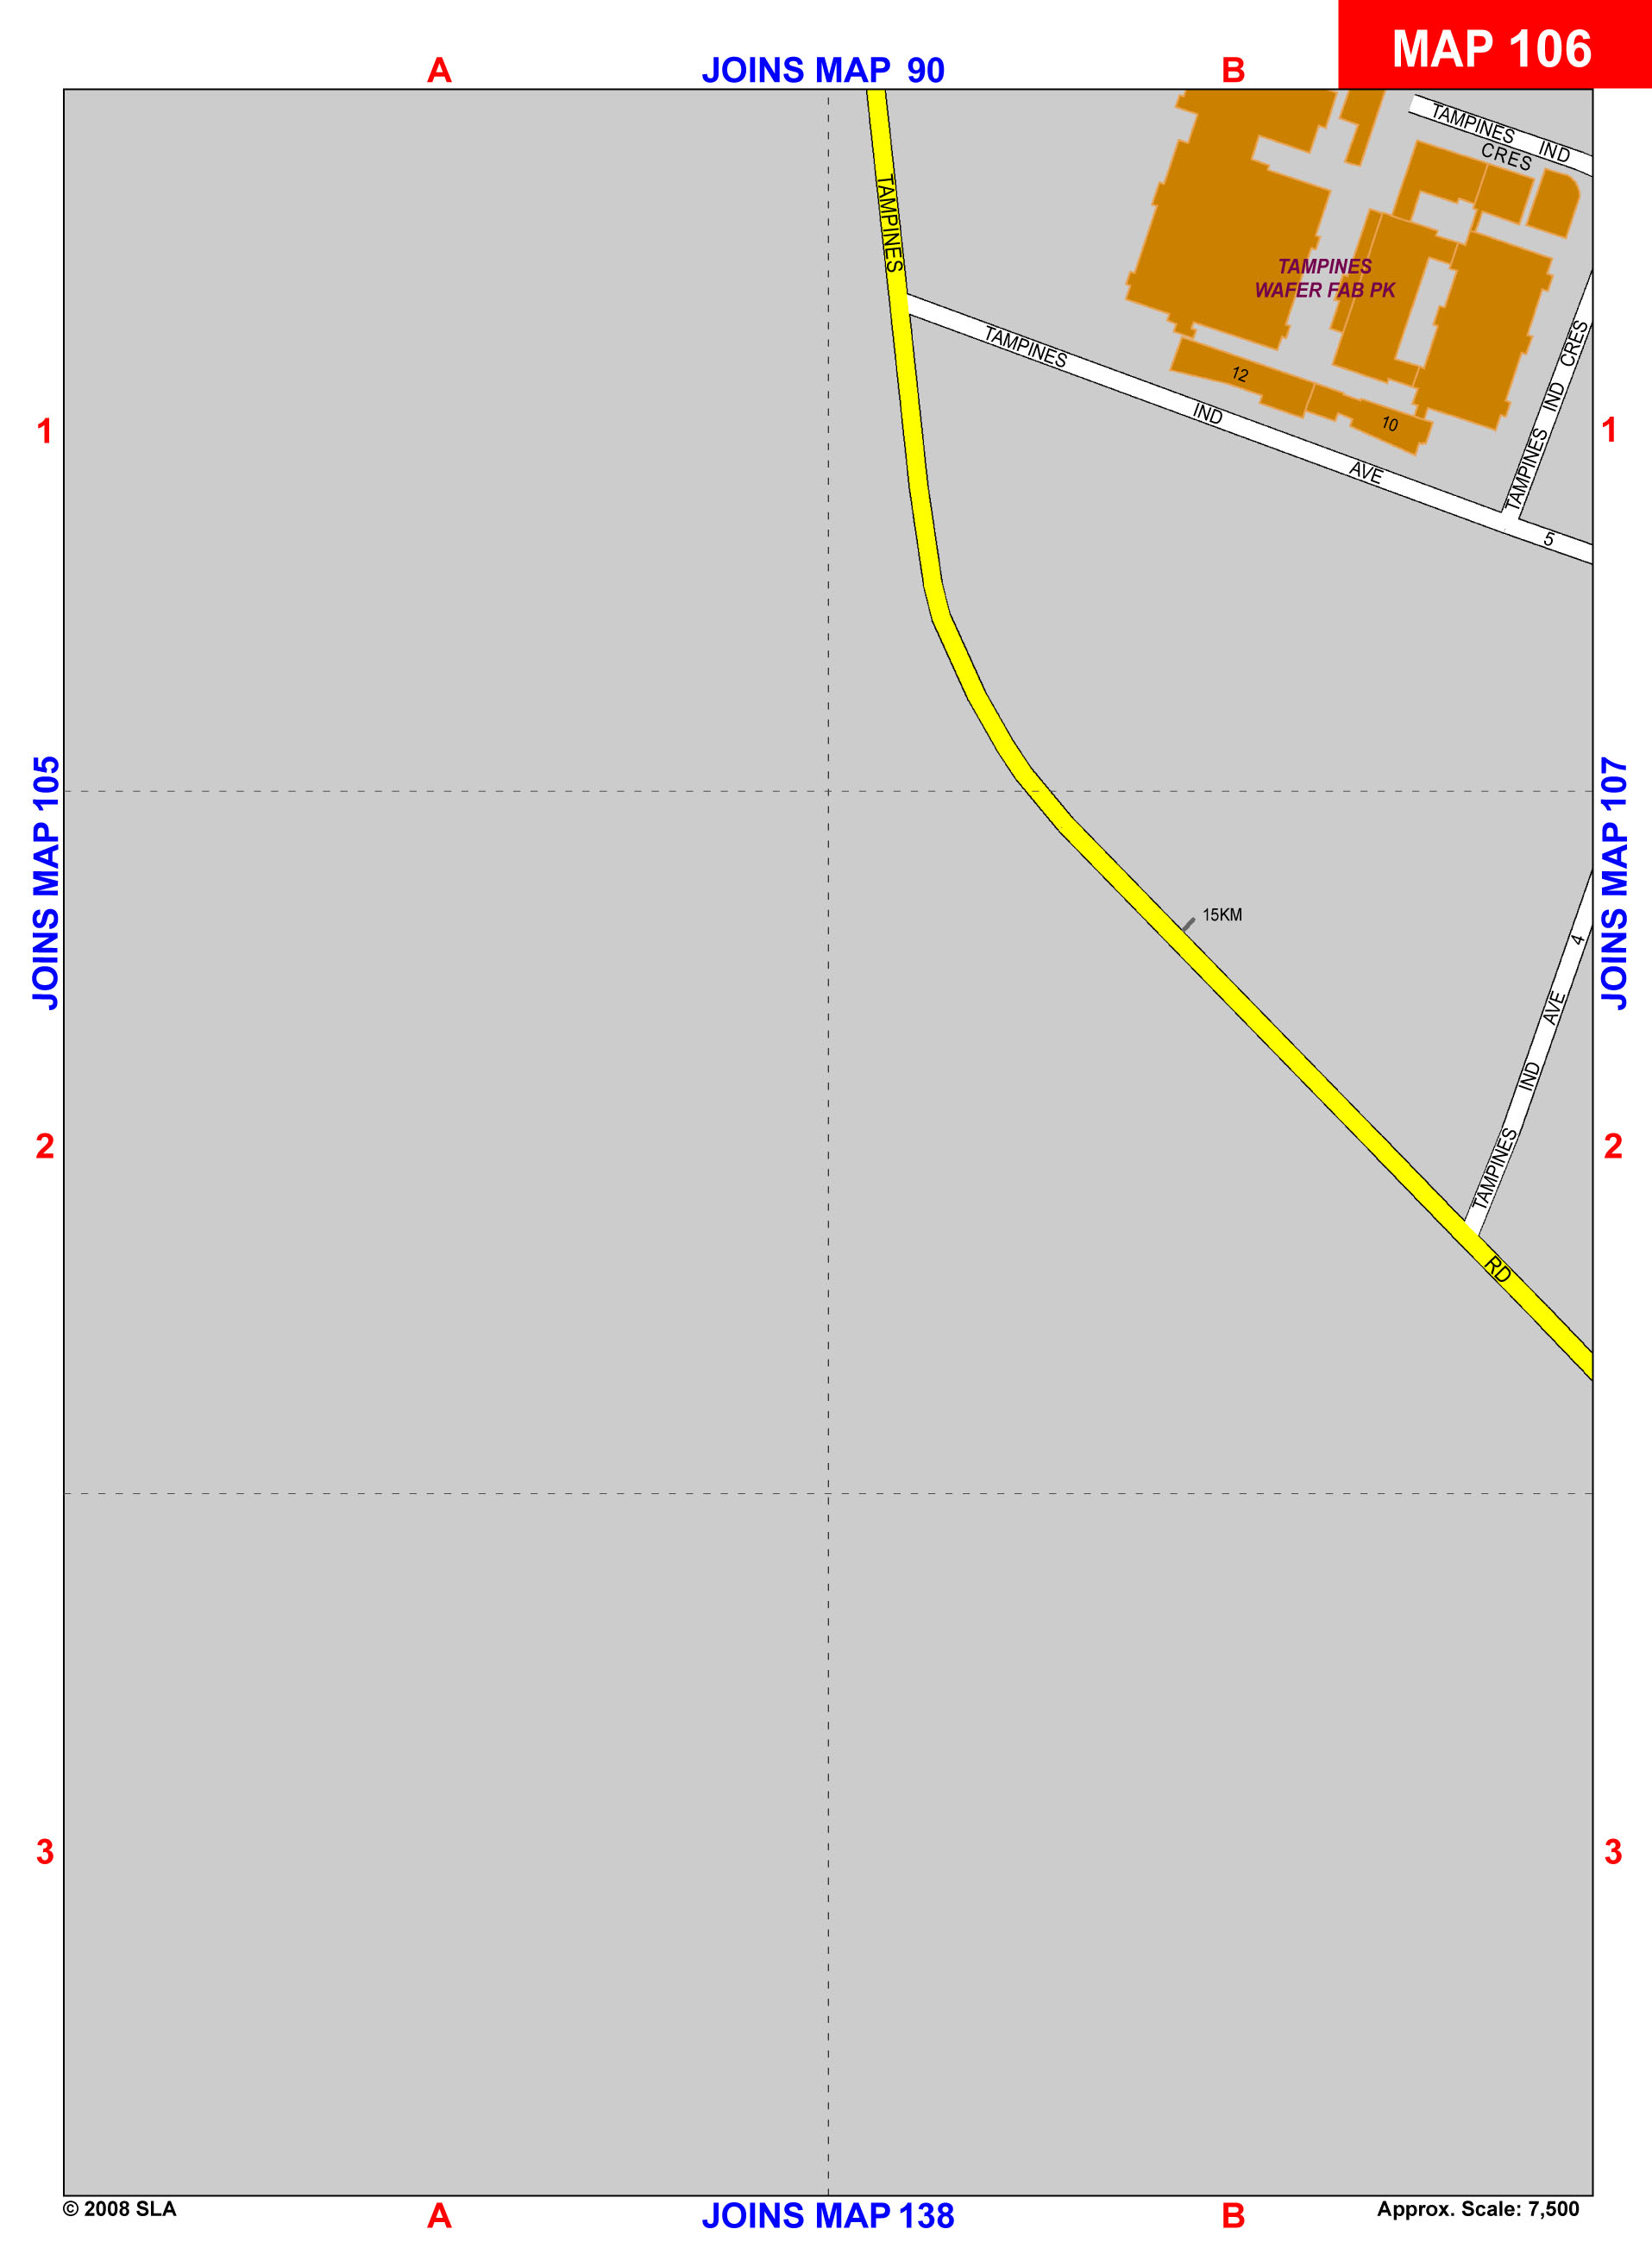 MAP 106
A
JOINS MAP 90
B
TAMPINES IND
CRES
TAMPINES
TAMPINES
WAFER FAB PK
TAMPINES IND AVE 5
12
10
TAMPINES IND CRES
1
1
JOINS MAP 105
JOINS MAP 107
15KM
TAMPINES IND AVE 4
2
2
RD
3
3
© 2008 SLA
A
JOINS MAP 138
B
Approx. Scale: 7,500